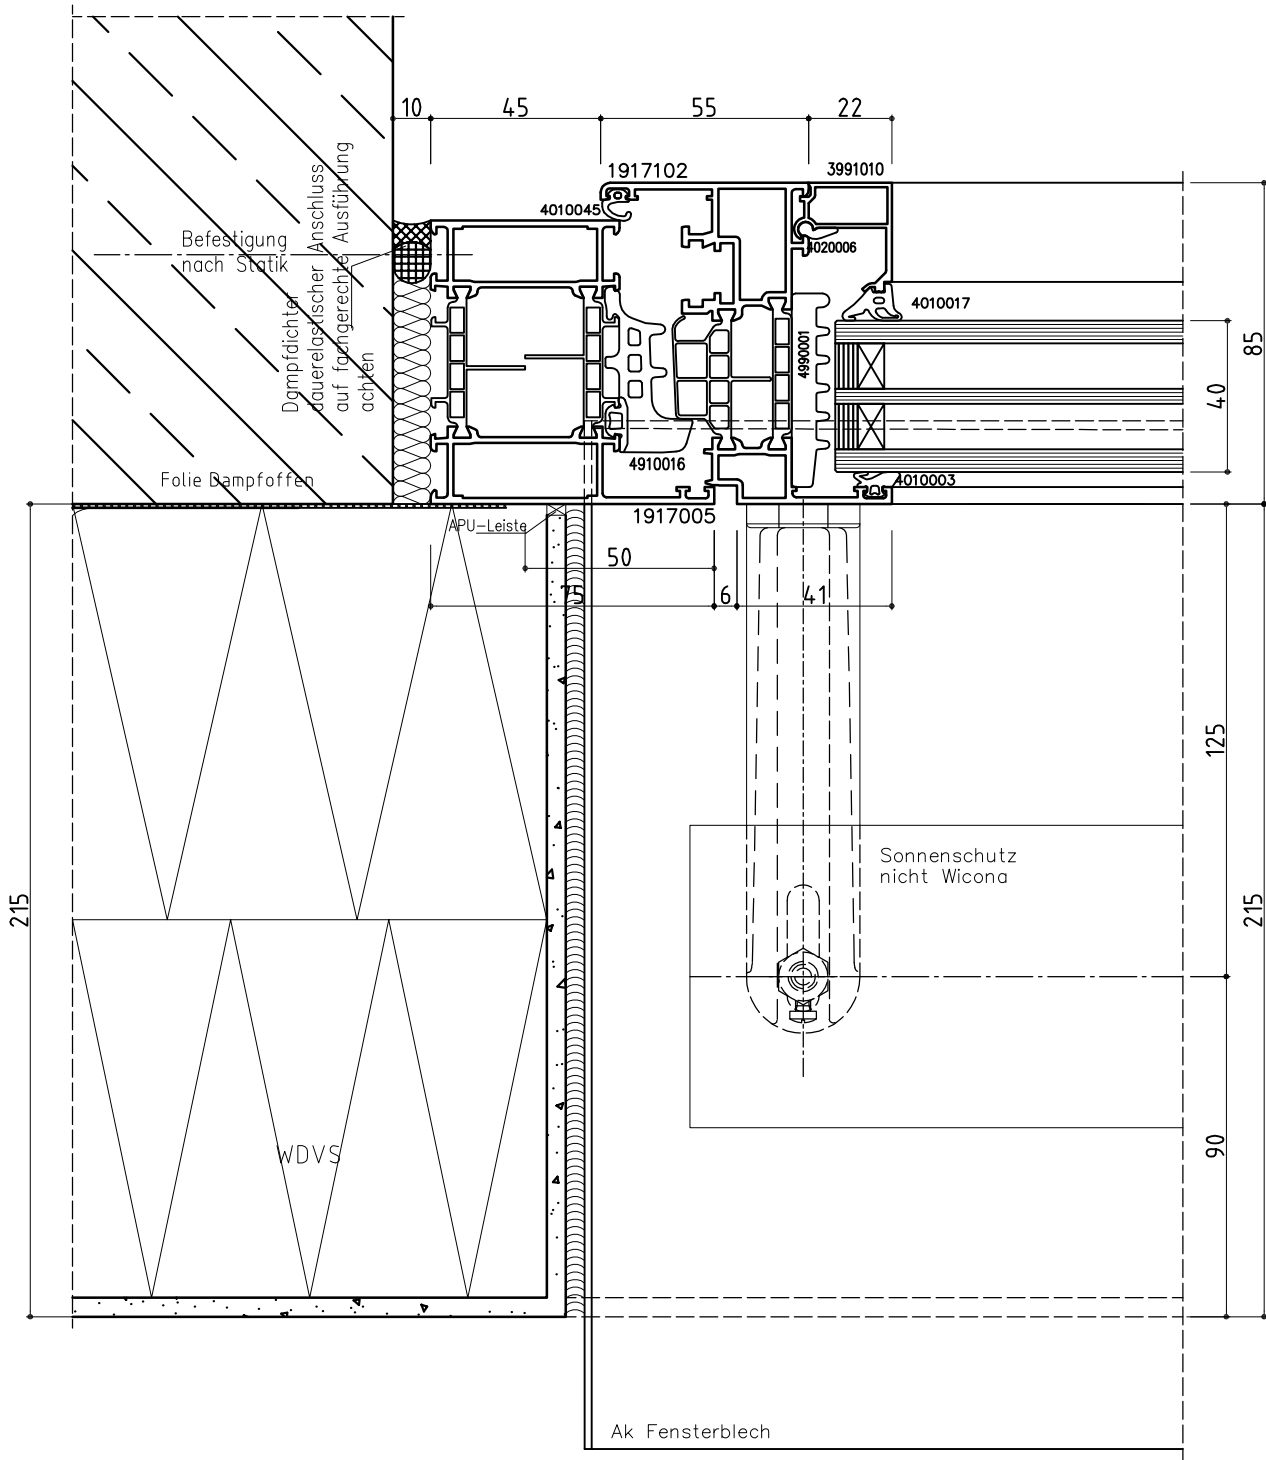 10
45
55
22
1917102
3991010
4010045
4020006
Befestigung
nach Statik
Dampfdichter
dauerelastischer Anschluss
auf fachgerechte Ausführung
achten
4010017
4990001
85
40
4910016
4010003
Folie Dampfoffen
APU-Leiste
1917005
50
75
6
41
125
Sonnenschutz
nicht Wicona
215
215
90
WDVS
Ak Fensterblech